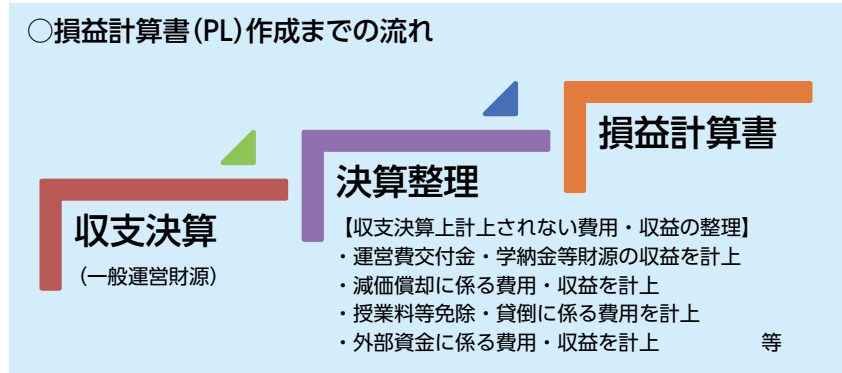 ○損益計算書(PL)作成までの流れ
収支決算
(一般運営財源)
決算整理
【収支決算上計上されない費用・収益の整理】
・運営費交付金・学納金等財源の収益を計上
・減価償却に係る費用・収益を計上
・授業料等免除・貸倒に係る費用を計上
・外部資金に係る費用・収益を計上　　　　　等
損益計算書